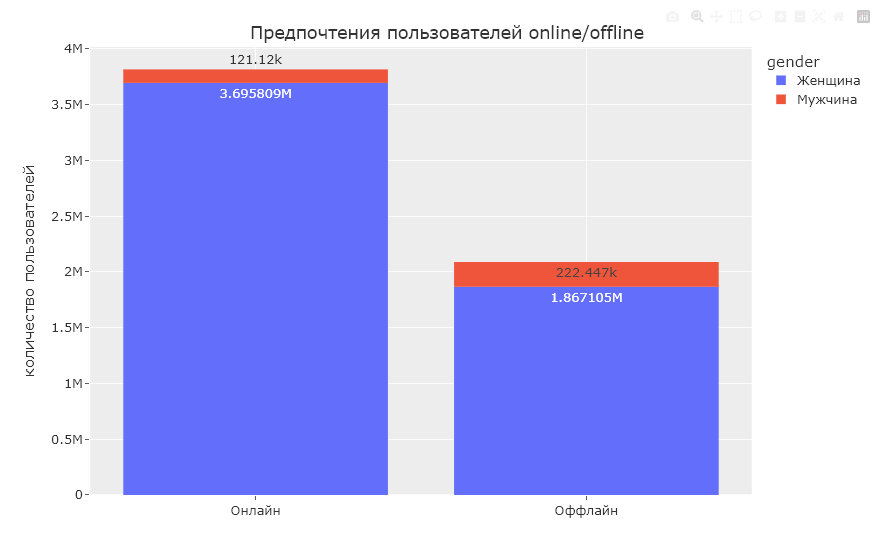 Предпочтения пользователей online/offline
gender
Женщина
Мужчина
количество пользователей
4M
3.5M
3M
2.5M
2M
1.5M
1M
0.5M
0
121.12k
3.695809M
222.447k
1.867105M
Онлайн
Оффлайн